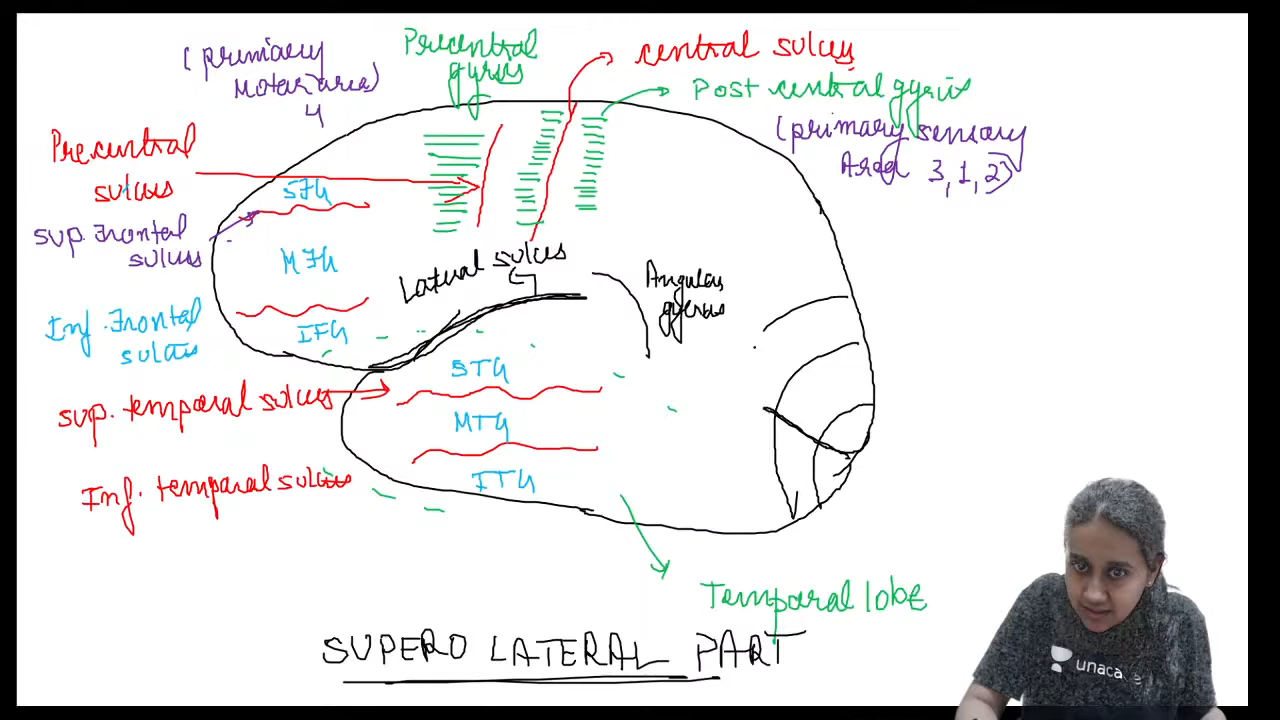 (primary
Motar area)
4
Precentral
gyrus
central sulcus
Post central gyrus
(primary sensory
Area 3,1,2)
Precentral
sulcus
SFG
sup. Frontal
sulcus
MFG
Lateral sulcus
Angular
gyrus
Inf. Frontal
sulcus
IFG
STG
sup. temporal sulcus
MTG
Inf. temporal sulcus
ITG
Temporal lobe
SUPERO LATERAL PART